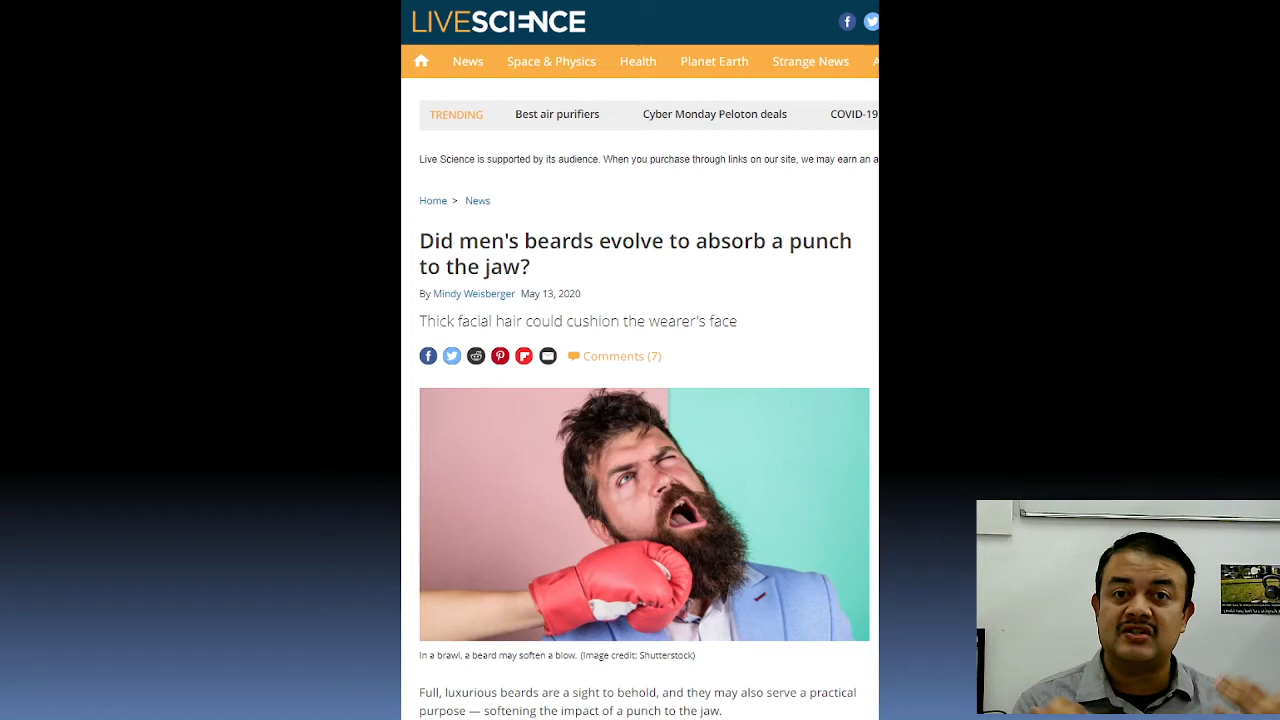 LIVESCIENCE
News Space & Physics Health Planet Earth Strange News A
TRENDING Best air purifiers Cyber Monday Peloton deals COVID-19
Live Science is supported by its audience. When you purchase through links on our site, we may earn an a
Home > News
Did men's beards evolve to absorb a punch
to the jaw?
By Mindy Weisberger May 13, 2020
Thick facial hair could cushion the wearer's face
Comments (7)
In a brawl, a beard may soften a blow. (Image credit: Shutterstock)
Full, luxurious beards are a sight to behold, and they may also serve a practical
purpose — softening the impact of a punch to the jaw.